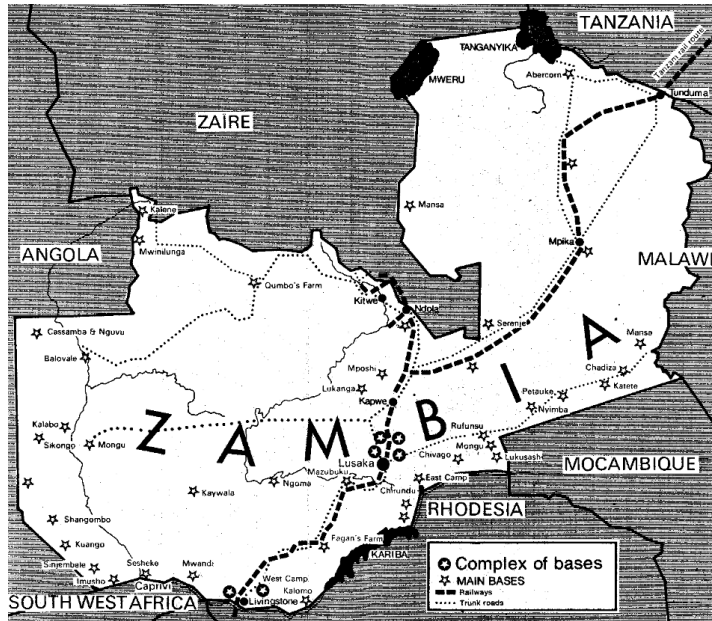 TANZANIA
TANGANYIKA
Tanzam rail route
Abercorn
MWERU
Tunduma
ZAIRE
Mansa
Kalene
Mpika
ANGOLA
Mwinilunga
MALAWI
Qumbo's Farm
Kitwe
Ndola
Cassamba & Nguvu
Serenje
Mansa
Balovale
Mposhi
Chadiza
Lukanga
Petauke
Katete
Kapwe
Nyimba
ZAMBIA
Kalabo
Rufunsu
Sikongo
Mongu
Mongu
Lusaka
Chivago
Lukusashi
MOCAMBIQUE
Mazubuku
East Camp
Kaywala
Ngoma
Chirundu
RHODESIA
Shangombo
Fagan's Farm
Kuango
KARIBA
Sinjembele
Sesheke
Mwandi
Complex of bases
Imusho
Caprivi
West Camp
MAIN BASES
Kalomo
Railways
SOUTH WEST AFRICA
Livingstone
Trunk roads